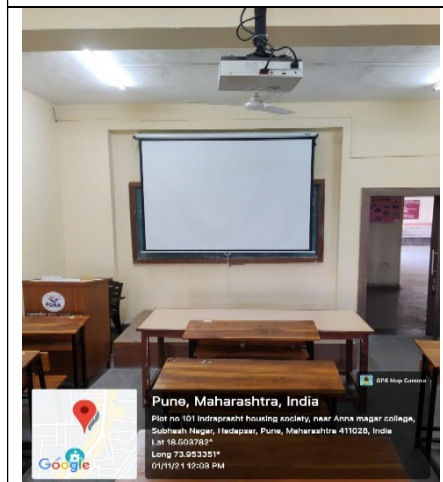 GPS Map Camera
Pune, Maharashtra, India
Plot no 101 Indraprasht housing society, near Anna magar college,
Subhash Nagar, Hadapsar, Pune, Maharashtra 411028, India
Lat 18.503782°
Long 73.953351°
01/11/21 12:03 PM
Google